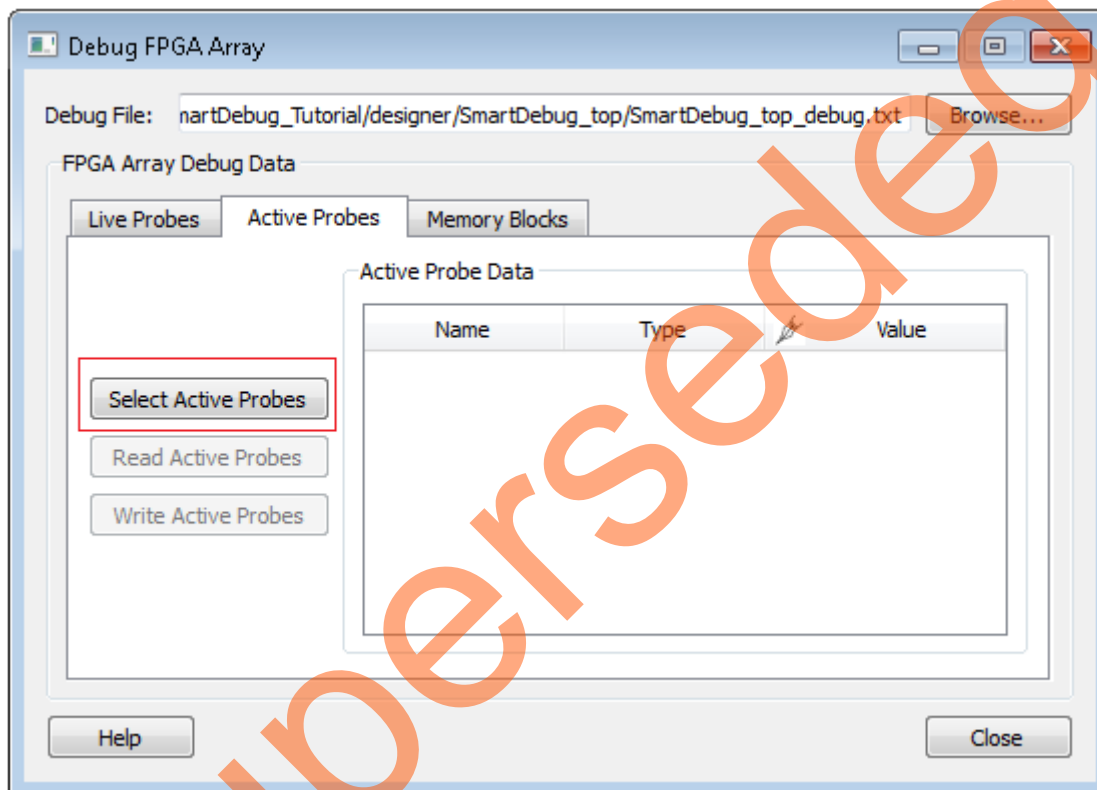 Debug FPGA Array
Debug File: nartDebug_Tutorial/designer/SmartDebug_top/SmartDebug_top_debug.txt Browse...
FPGA Array Debug Data
Live Probes Active Probes Memory Blocks
Active Probe Data
Name Type Value
Select Active Probes
Read Active Probes
Write Active Probes
Help Close
uperseded